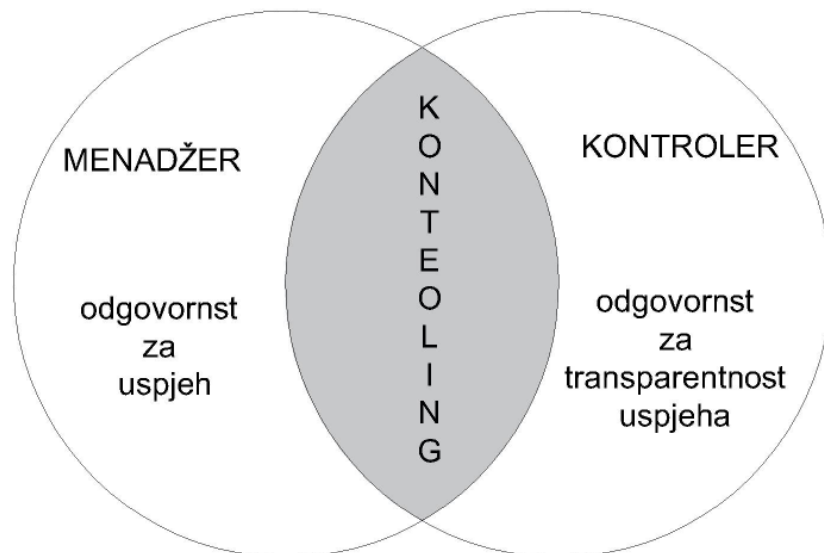 MENADŽER
odgovornst
za
uspjeh
K
O
N
T
E
O
L
I
N
G
KONTROLER
odgovornst
za
transparentnost
uspjeha